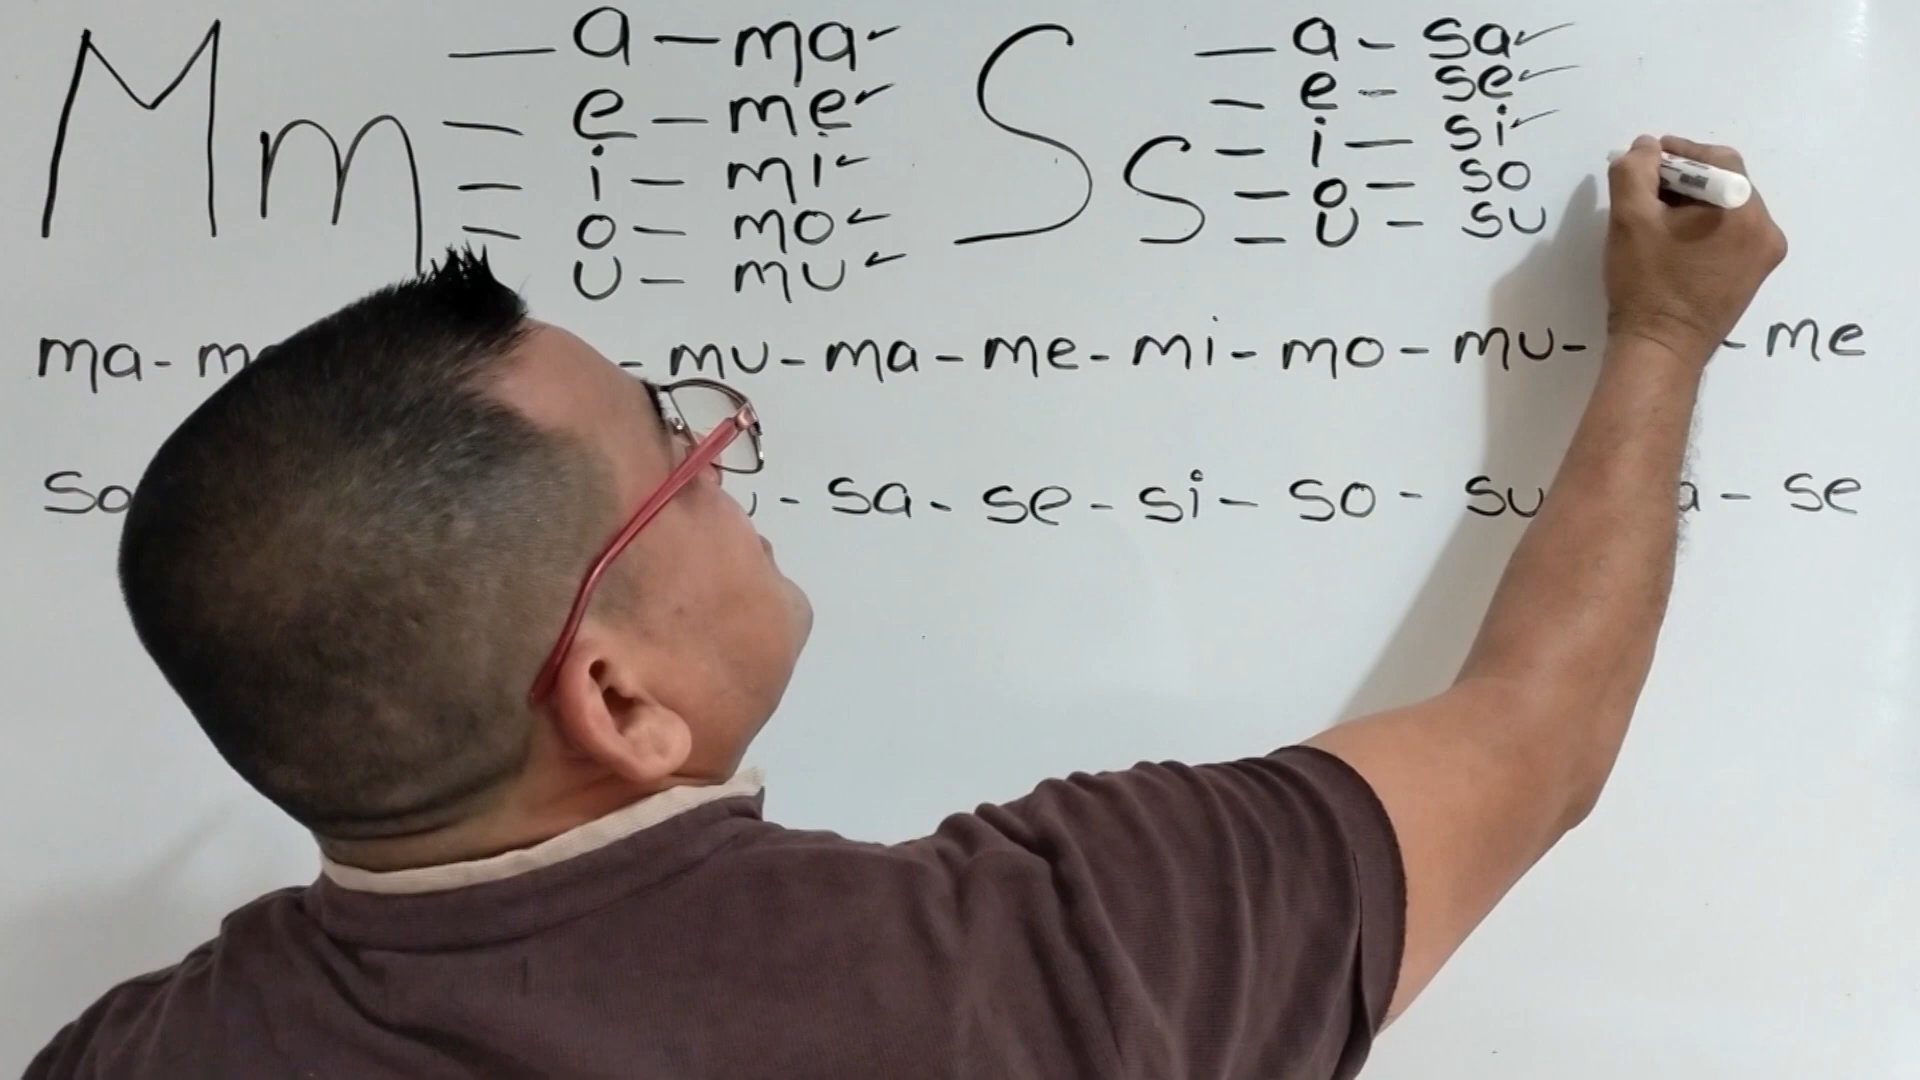 Mm
— a — ma
— e — me
— i — mi
— o — mo
u — mu
Ss
— a - sa
— e - se
— i — si
— o — so
— u - su
ma - - mu - ma - me - mi - mo - mu - - me
- sa - se - si - so - su - se